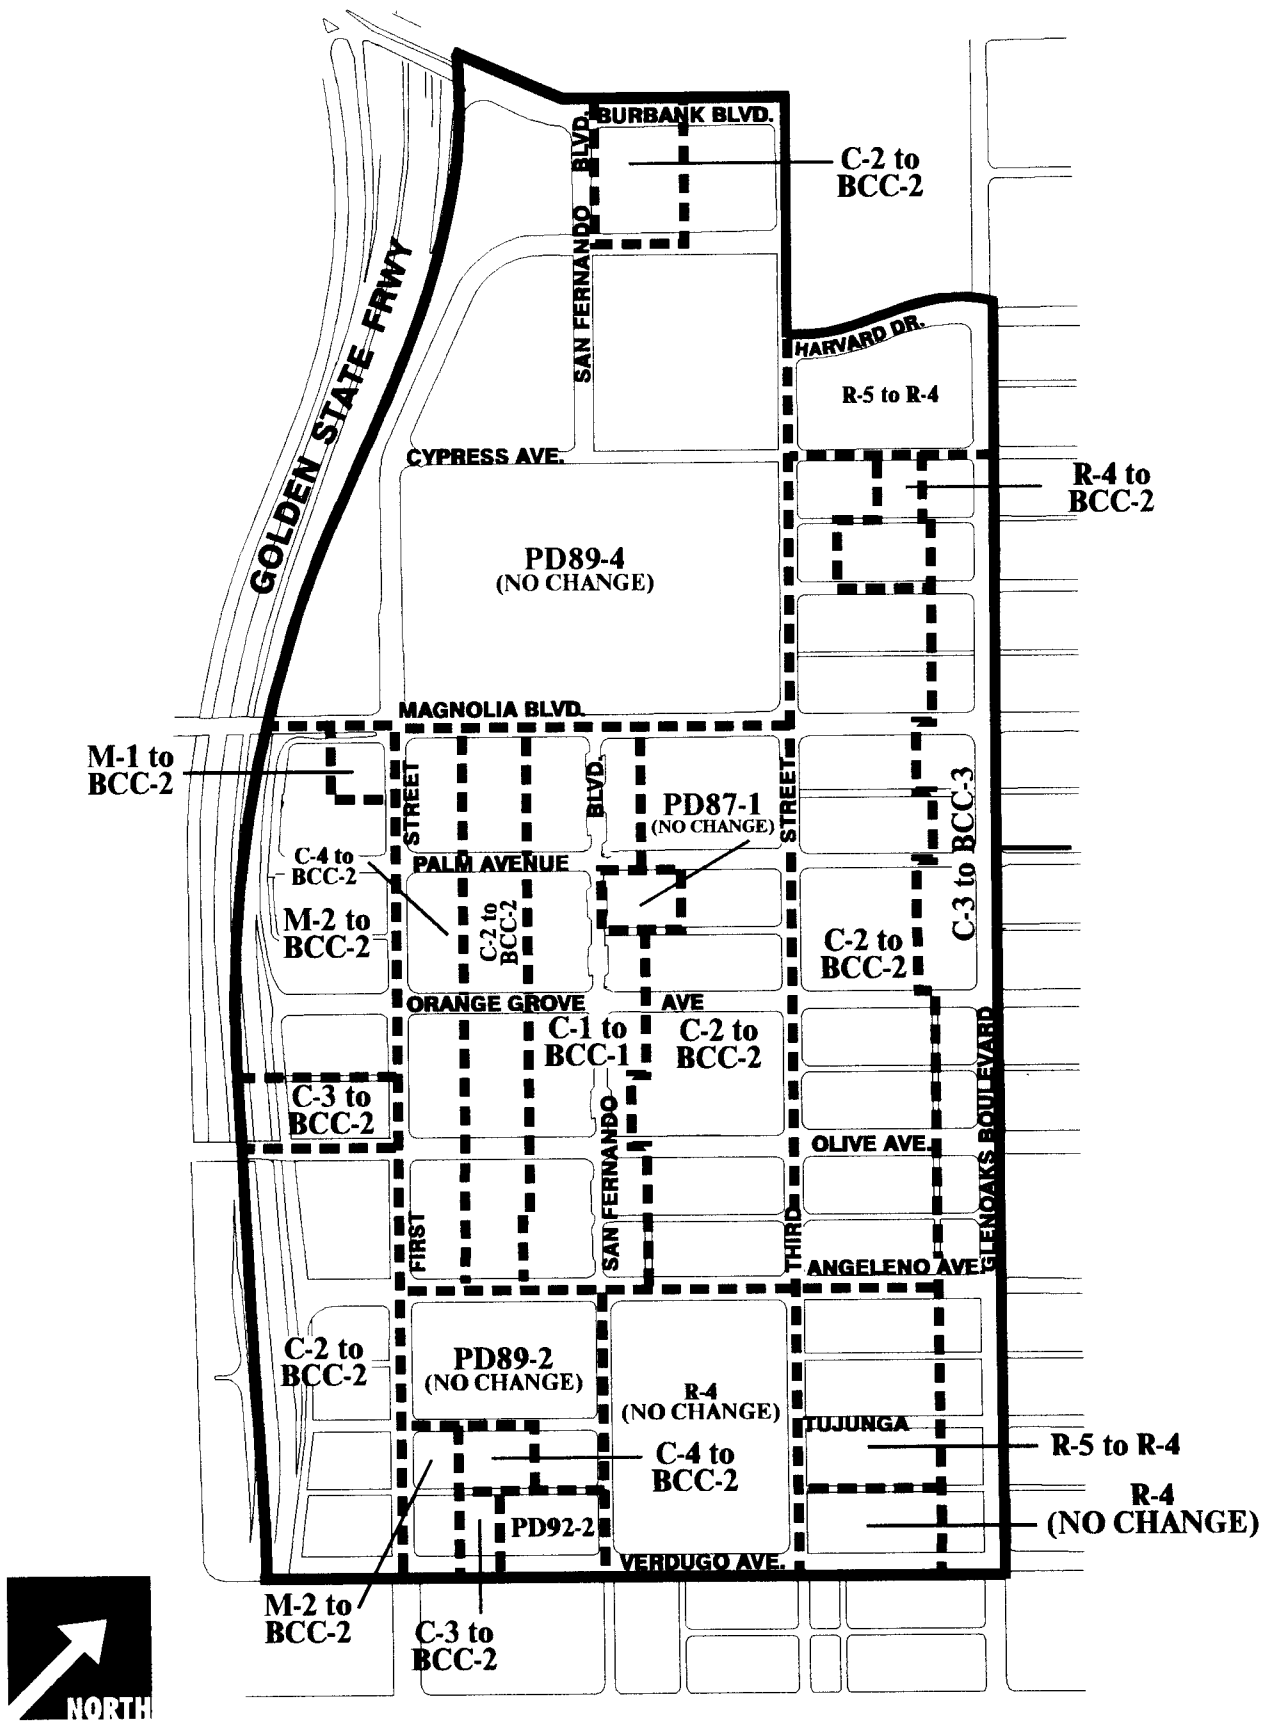 BURBANK BLVD.
SAN FERNANDO BLVD.
C-2 to
BCC-2
GOLDEN STATE FRWY
HARVARD DR.
R-5 to R-4
CYPRESS AVE.
R-4 to
BCC-2
PD89-4
(NO CHANGE)
MAGNOLIA BLVD.
M-1 to
BCC-2
STREET
BLVD.
PD87-1
(NO CHANGE)
STREET
C-3 to BCC-3
C-4 to
BCC-2
PALM AVENUE
M-2 to
BCC-2
C-2 to
BCC-2
C-2 to
BCC-2
ORANGE GROVE
AVE
C-1 to
BCC-1
C-2 to
BCC-2
GLENOAKS BOULEVARD
C-3 to
BCC-2
SAN FERNANDO
OLIVE AVE.
FIRST
THIRD
ANGELENO AVE.
C-2 to
BCC-2
PD89-2
(NO CHANGE)
R-4
(NO CHANGE)
TUJUNGA
R-5 to R-4
C-4 to
BCC-2
R-4
(NO CHANGE)
PD92-2
VERDUGO AVE.
M-2 to
BCC-2
C-3 to
BCC-2
NORTH